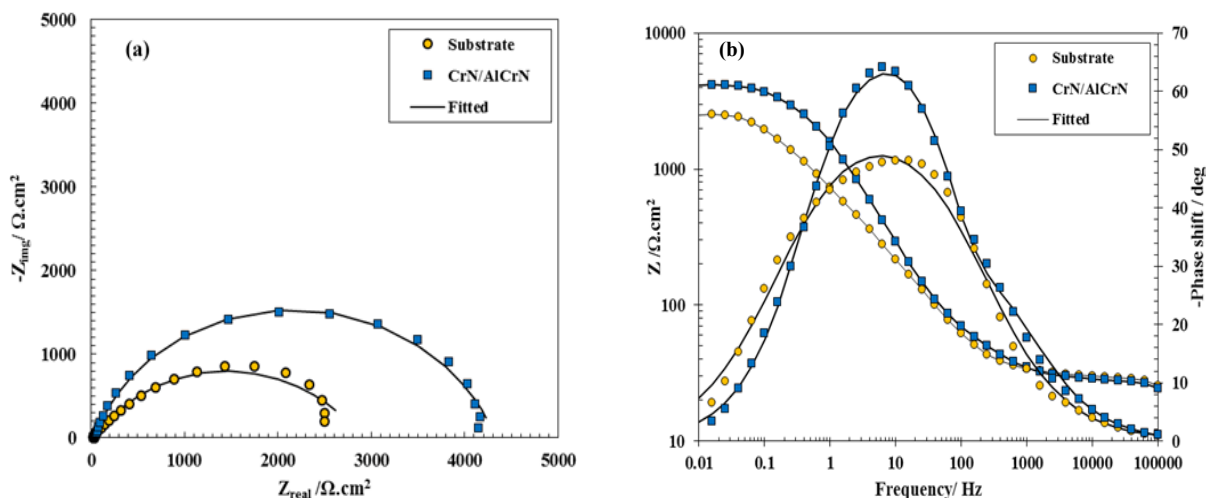 (a)
Substrate
CrN/AlCrN
Fitted
5000
4000
3000
2000
1000
0
-Zimg/ Ω.cm²
0 1000 2000 3000 4000 5000
Zreal /Ω.cm²
(b)
Substrate
CrN/AlCrN
Fitted
10000
1000
100
10
Z/Ω.cm²
70
60
50
40
30
20
10
0
-Phase shift / deg
0.01 0.1 1 10 100 1000 10000 100000
Frequency/ Hz